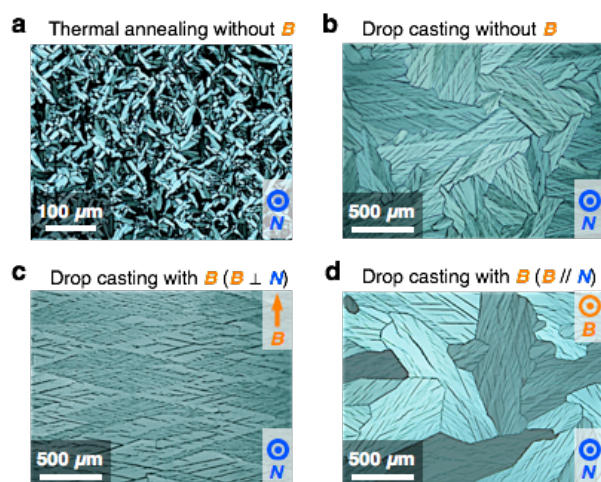 a Thermal annealing without B
100 µm
N
b Drop casting without B
500 µm
N
c Drop casting with B (B ⊥ N)
B
500 µm
N
d Drop casting with B (B // N)
B
500 µm
N